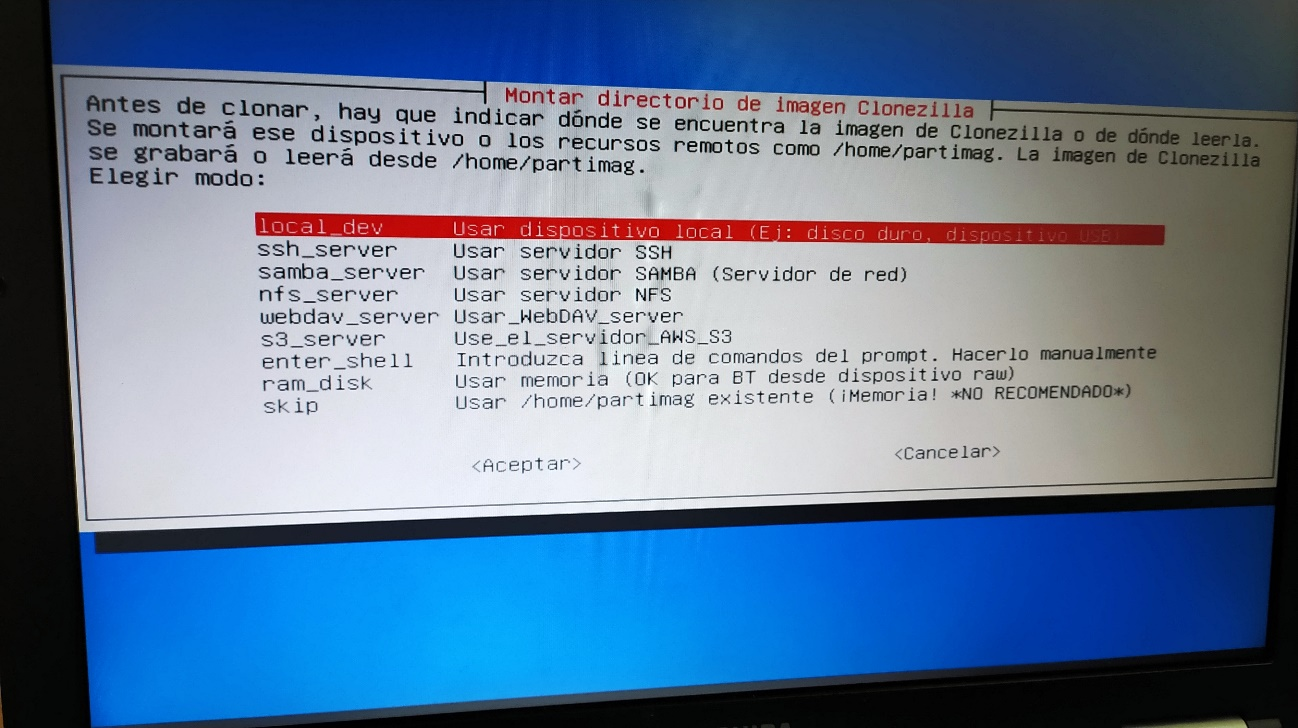 Montar directorio de imagen Clonezilla
Antes de clonar, hay que indicar dónde se encuentra la imagen de Clonezilla o de dónde leerla.
Se montará ese dispositivo o los recursos remotos como /home/partimag. La imagen de Clonezilla
se grabará o leerá desde /home/partimag.
Elegir modo:
local_dev Usar dispositivo local (Ej: disco duro, dispositivo USB)
ssh_server Usar servidor SSH
samba_server Usar servidor SAMBA (Servidor de red)
nfs_server Usar servidor NFS
webdav_server Usar_WebDAV_server
s3_server Use_el_servidor_AWS_S3
enter_shell Introduzca linea de comandos del prompt. Hacerlo manualmente
ram_disk Usar memoria (OK para BT desde dispositivo raw)
skip Usar /home/partimag existente (¡Memoria! *NO RECOMENDADO*)
<Aceptar> <Cancelar>